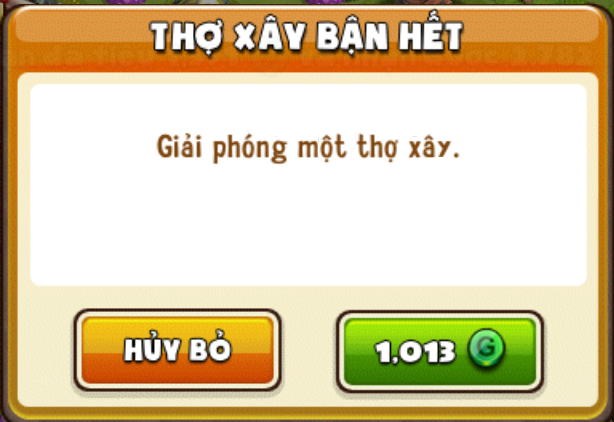 THỢ XÂY BẬN HẾT
Giải phóng một thợ xây.
HỦY BỎ
1,013 G